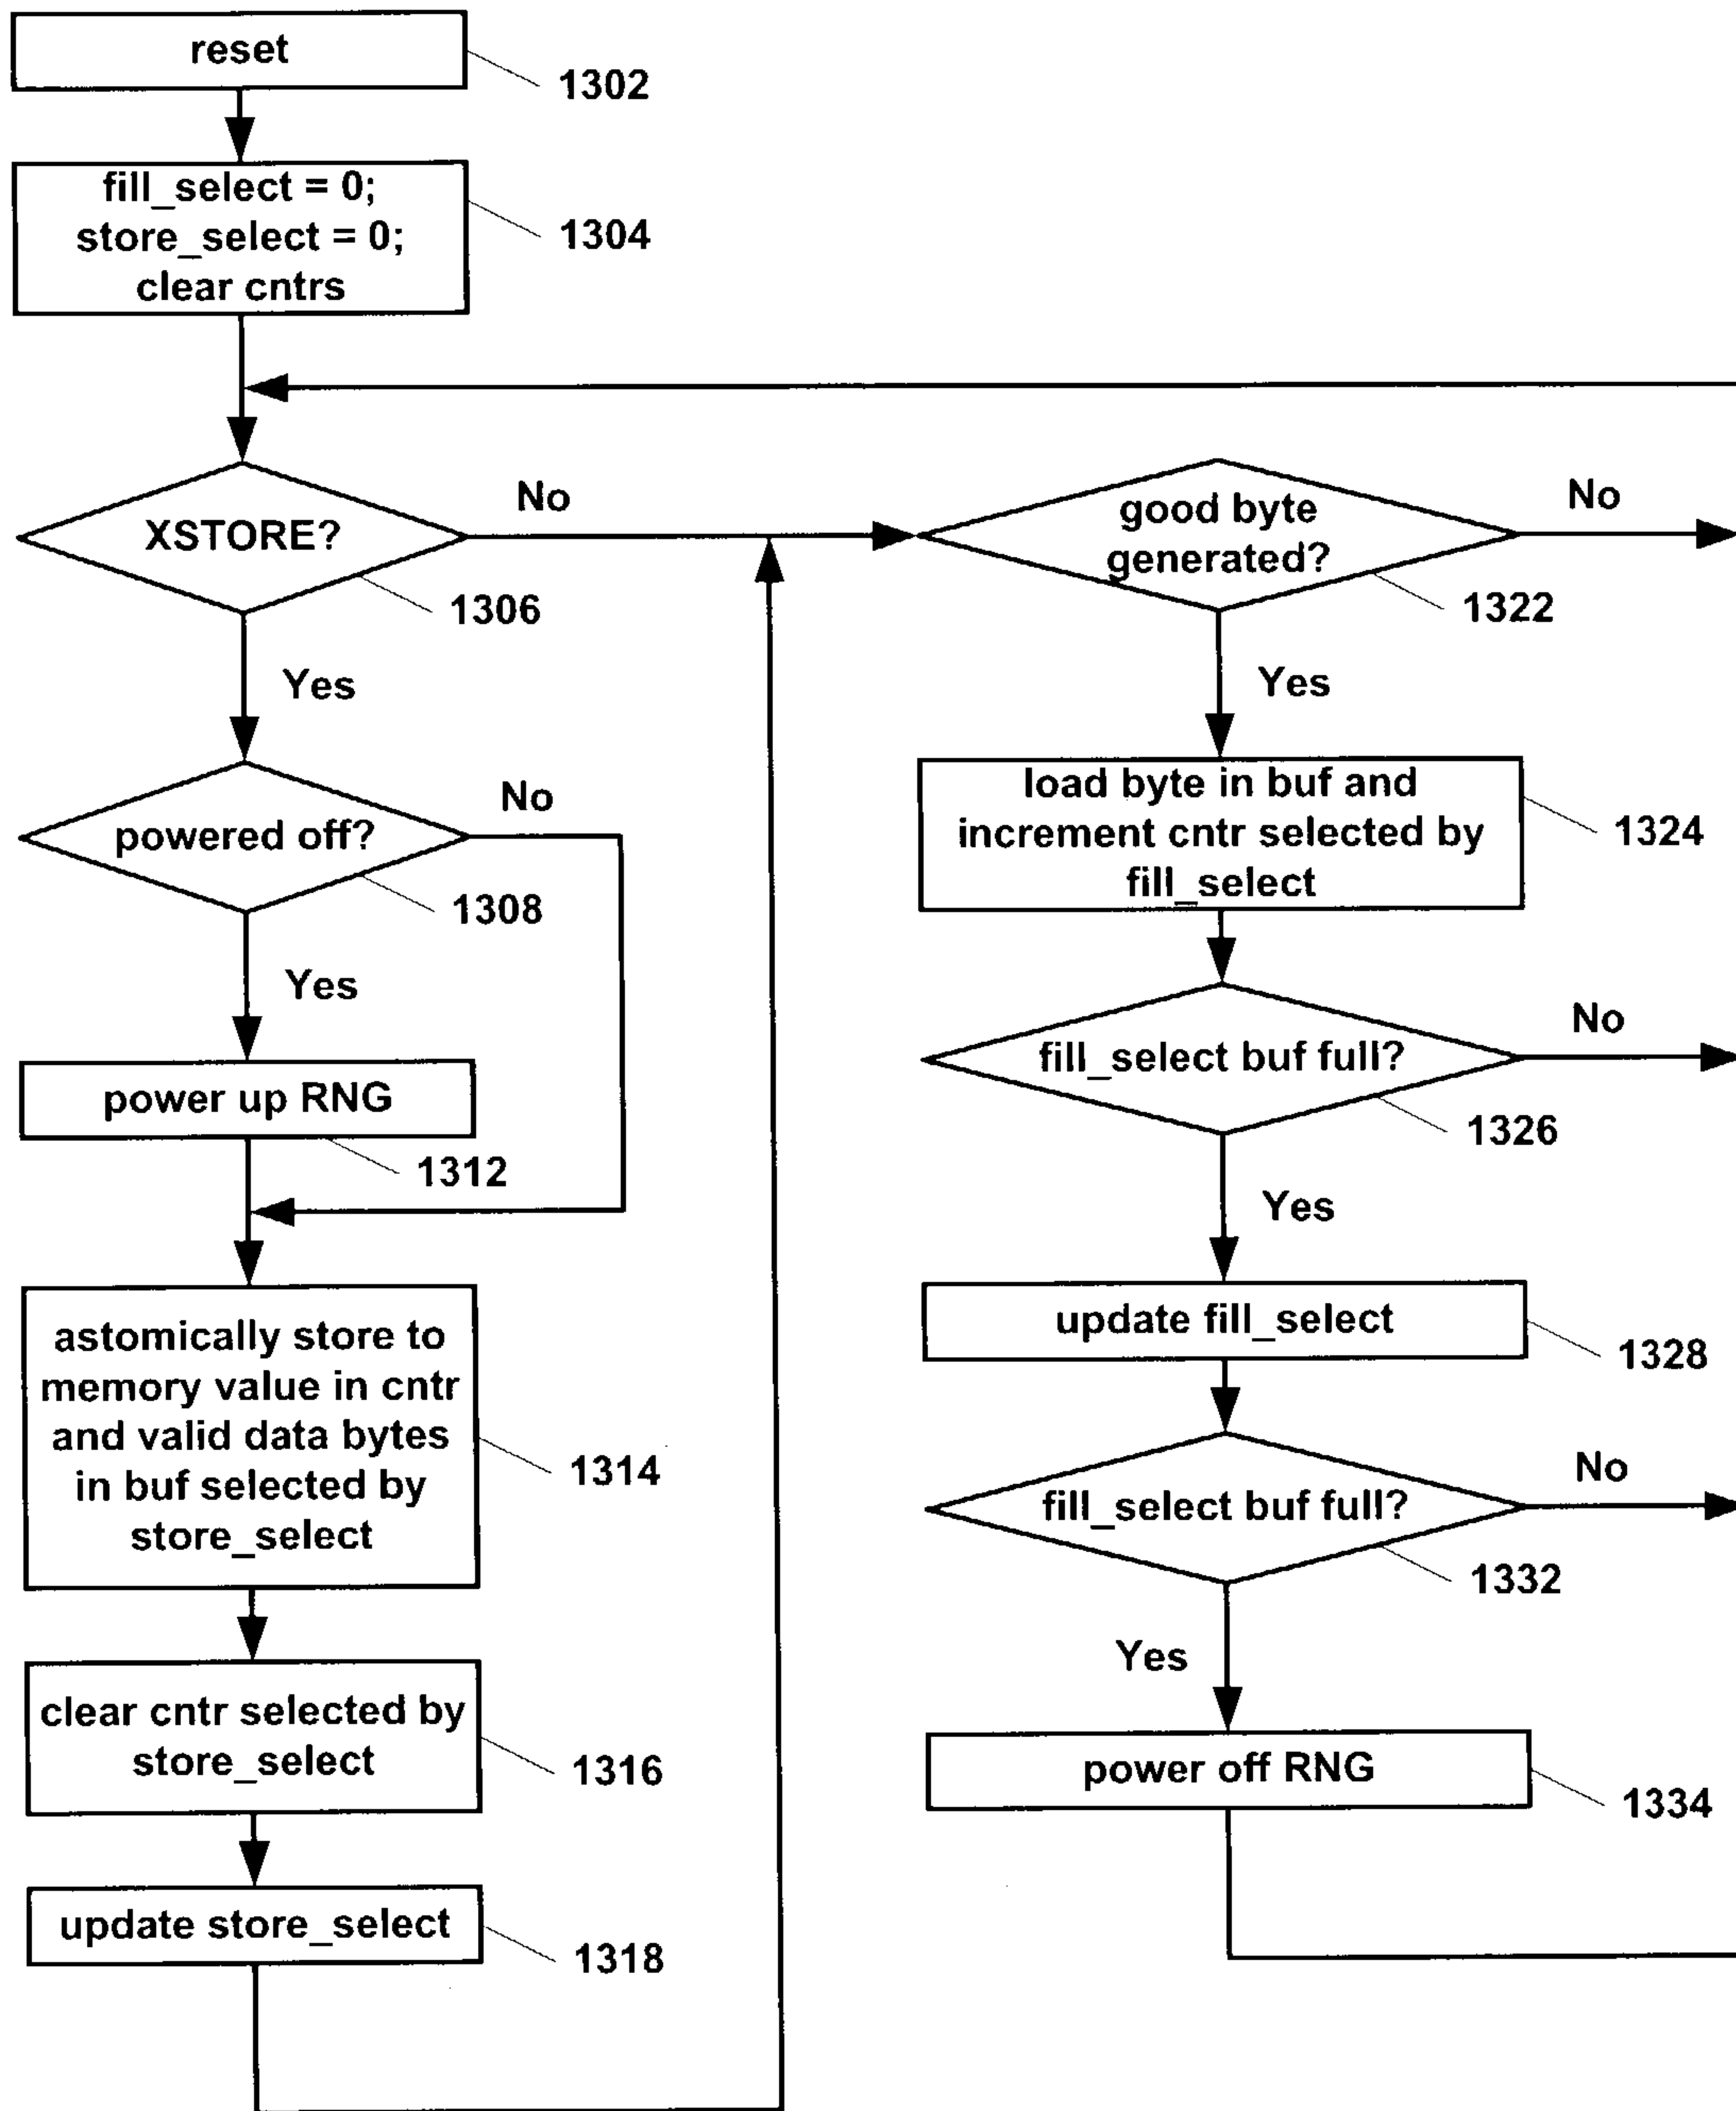 reset
1302
fill_select = 0;
store_select = 0;
clear cntrs
1304
XSTORE?
No
1306
Yes
powered off?
No
1308
Yes
power up RNG
1312
astomically store to
memory value in cntr
and valid data bytes
in buf selected by
store_select
1314
clear cntr selected by
store_select
1316
update store_select
1318
good byte
generated?
No
1322
Yes
load byte in buf and
increment cntr selected by
fill_select
1324
fill_select buf full?
No
1326
Yes
update fill_select
1328
fill_select buf full?
No
1332
Yes
power off RNG
1334